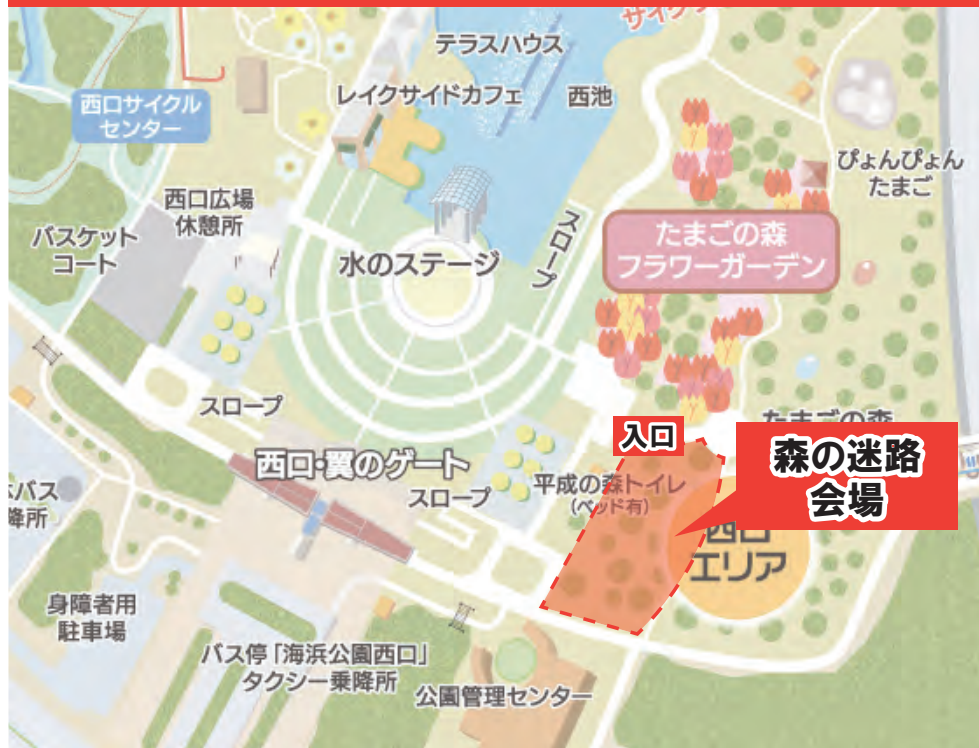 サイク
テラスハウス
レイクサイドカフェ
西池
西口サイクル
センター
ぴょんぴょん
たまご
西口広場
休憩所
バスケット
コート
水のステージ
スロープ
たまごの森
フラワーガーデン
スロープ
入口
たまごの森
森の迷路
会場
西口・翼のゲート
スロープ
平成の森トイレ
(ベッド有)
バス
降所
西口
エリア
身障者用
駐車場
バス停「海浜公園西口」
タクシー乗降所
公園管理センター